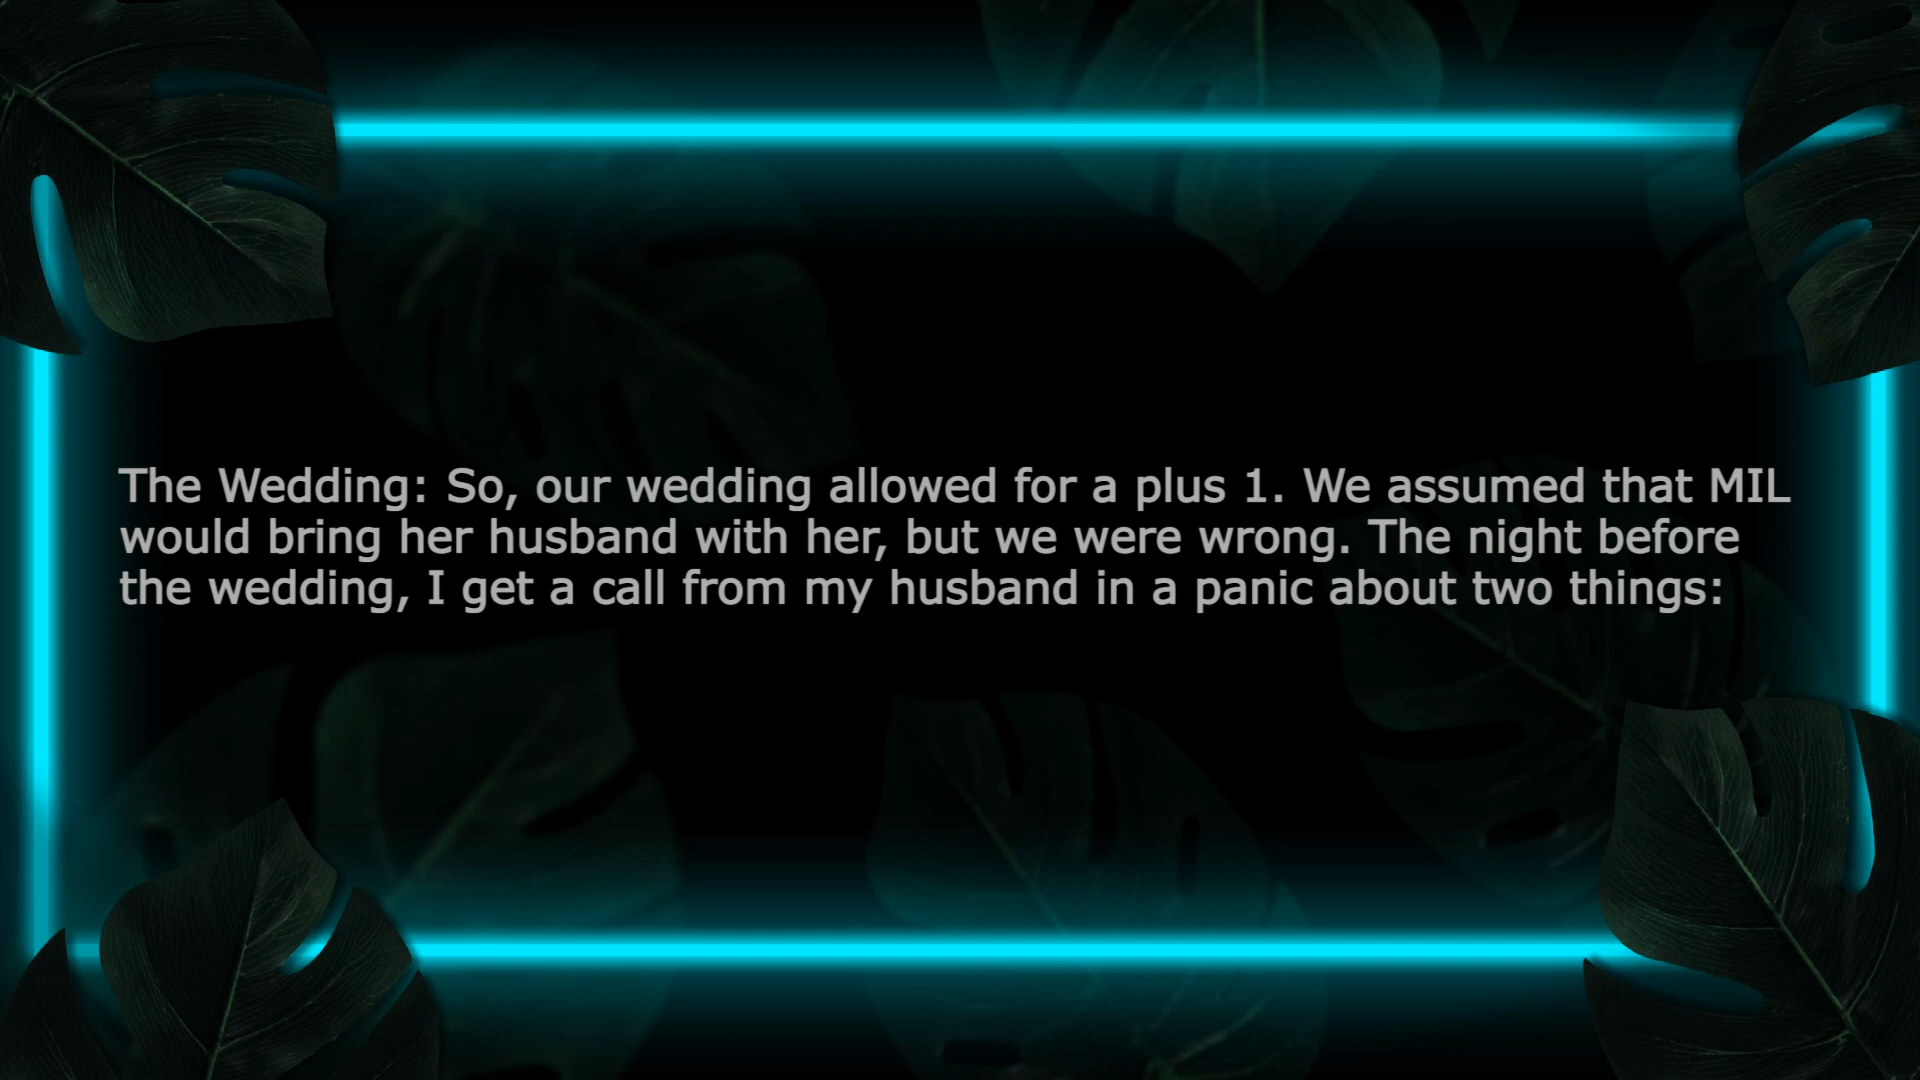 The Wedding: So, our wedding allowed for a plus 1. We assumed that MIL
would bring her husband with her, but we were wrong. The night before
the wedding, I get a call from my husband in a panic about two things: